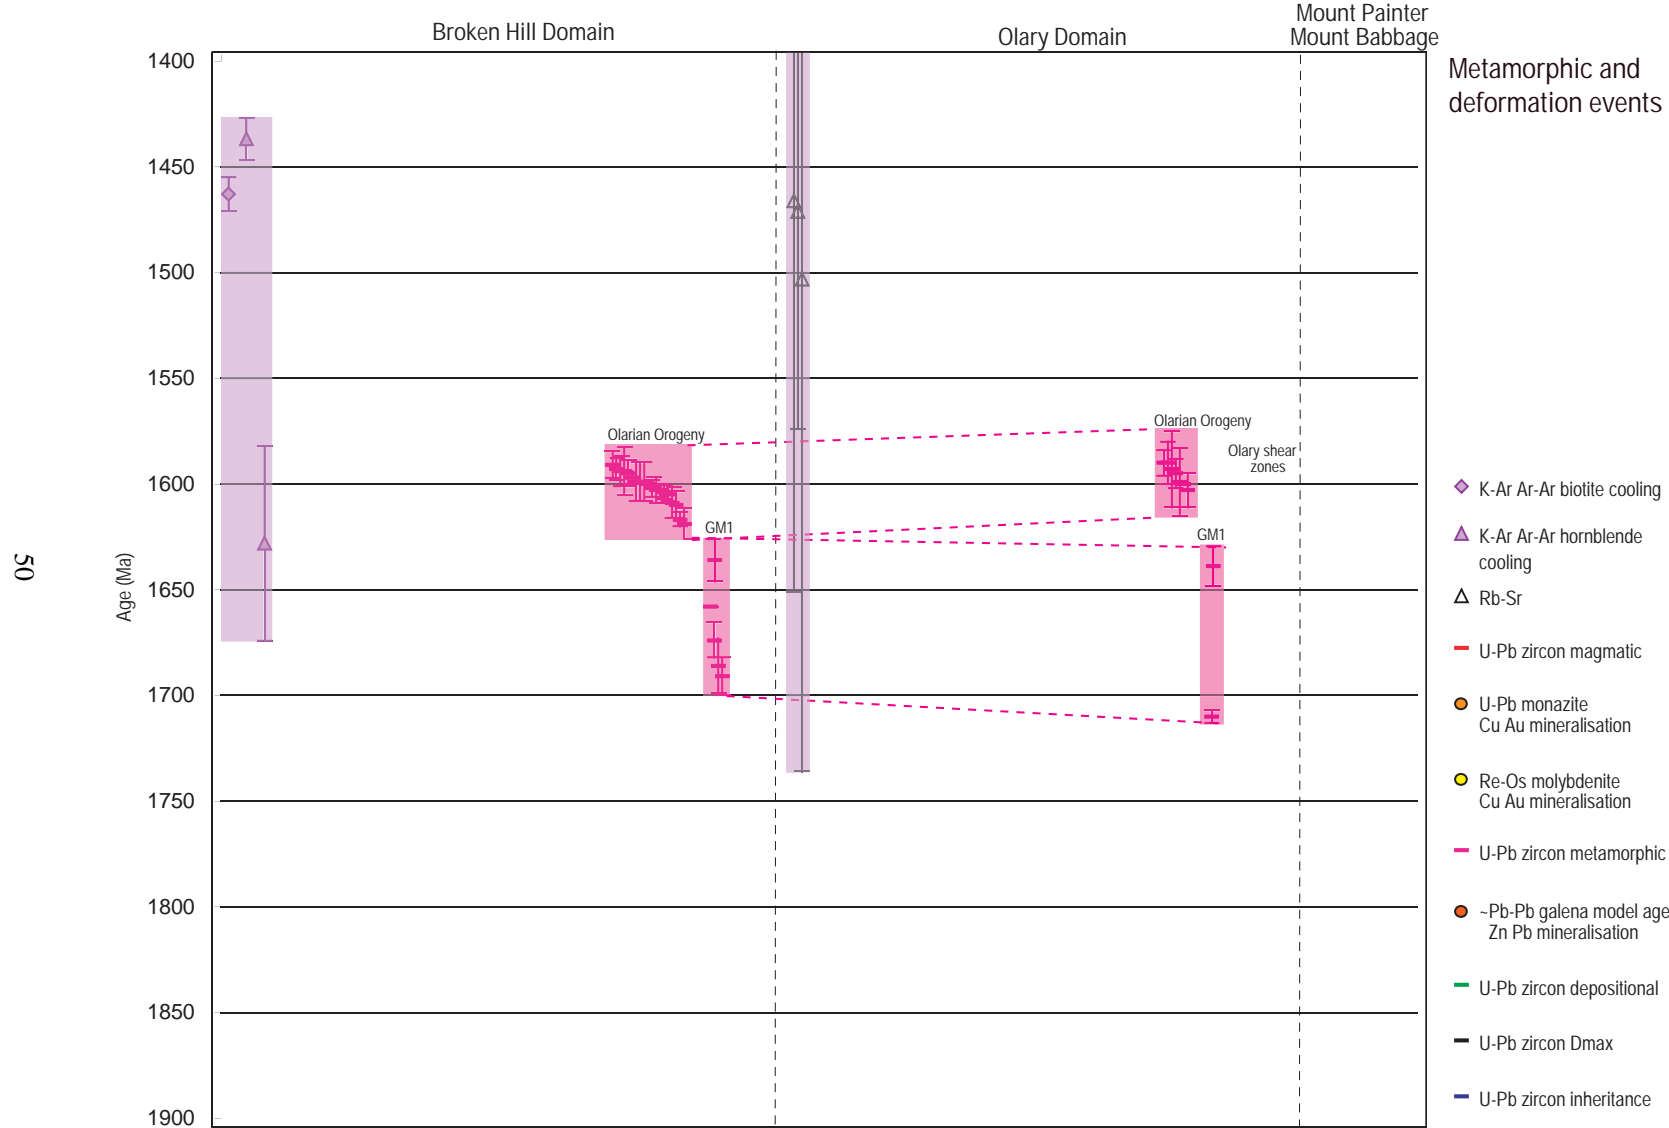 Broken Hill Domain
Olary Domain
Mount Painter
Mount Babbage
Metamorphic and
deformation events
1400
1450
1500
1550
1600
1650
1700
1750
1800
1850
1900
Age (Ma)
50
Olarian Orogeny
GM1
Olarian Orogeny
Olary shear
zones
GM1
K-Ar Ar-Ar biotite cooling
K-Ar Ar-Ar hornblende
cooling
Rb-Sr
U-Pb zircon magmatic
U-Pb monazite
Cu Au mineralisation
Re-Os molybdenite
Cu Au mineralisation
U-Pb zircon metamorphic
~Pb-Pb galena model age
Zn Pb mineralisation
U-Pb zircon depositional
U-Pb zircon Dmax
U-Pb zircon inheritance